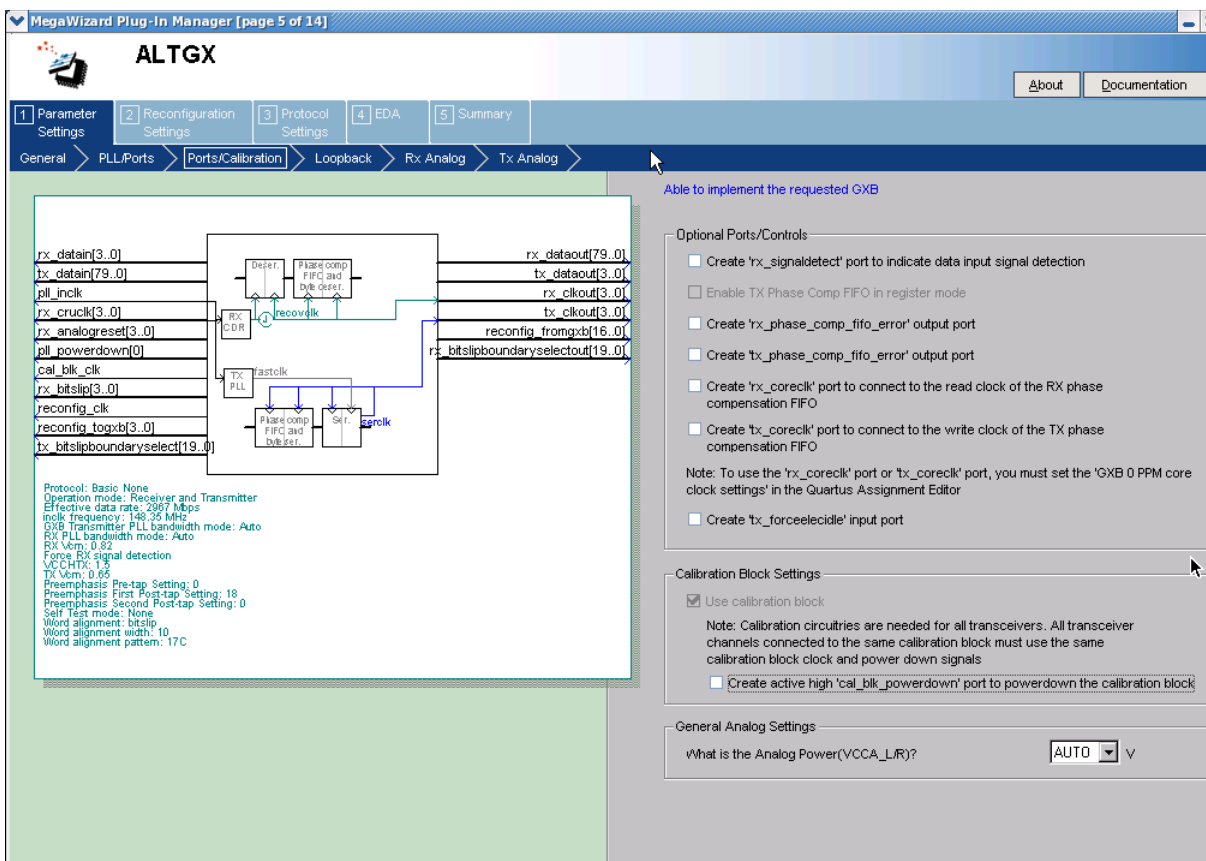 MegaWizard Plug-In Manager [page 5 of 14]
ALTGX
About
Documentation
1 Parameter Settings
2 Reconfiguration Settings
3 Protocol Settings
4 EDA
5 Summary
General
PLL/Ports
Ports/Calibration
Loopback
Rx Analog
Tx Analog
rx_datain[3..0]
tx_datain[79..0]
pll_inclk
rx_cruclk[3..0]
rx_analogreset[3..0]
pll_powerdown[0]
cal_blk_clk
rx_bitslip[3..0]
reconfig_clk
reconfig_togxb[3..0]
tx_bitslipboundaryselect[19..0]
Deser.
Phase comp
FIFO and
byte deser.
RX
CDR
recovclk
TX
PLL
fastclk
Phase comp
FIFO and
byte ser.
Ser.
serclk
rx_dataout[79..0]
tx_dataout[3..0]
rx_clkout[3..0]
tx_clkout[3..0]
reconfig_fromgxb[16..0]
rx_bitslipboundaryselectout[19..0]
Protocol: Basic None
Operation mode: Receiver and Transmitter
Effective data rate: 2967 Mbps
inclk frequency: 148.35 MHz
GXB Transmitter PLL bandwidth mode: Auto
RX PLL bandwidth mode: Auto
RX Vcm: 0.82
Force RX signal detection
VCCHTX: 1.5
TX Vcm: 0.65
Preemphasis Pre-tap Setting: 0
Preemphasis First Post-tap Setting: 18
Preemphasis Second Post-tap Setting: 0
Self Test mode: None
Word alignment: bitslip
Word alignment width: 10
Word alignment pattern: 17C
Able to implement the requested GXB
Optional Ports/Controls
Create 'rx_signaldetect' port to indicate data input signal detection
Enable TX Phase Comp FIFO in register mode
Create 'rx_phase_comp_fifo_error' output port
Create 'tx_phase_comp_fifo_error' output port
Create 'rx_coreclk' port to connect to the read clock of the RX phase
compensation FIFO
Create 'tx_coreclk' port to connect to the write clock of the TX phase
compensation FIFO
Note: To use the 'rx_coreclk' port or 'tx_coreclk' port, you must set the 'GXB 0 PPM core
clock settings' in the Quartus Assignment Editor
Create 'tx_forceelecidle' input port
Calibration Block Settings
Use calibration block
Note: Calibration circuitries are needed for all transceivers. All transceiver
channels connected to the same calibration block must use the same
calibration block clock and power down signals
Create active high 'cal_blk_powerdown' port to powerdown the calibration block
General Analog Settings
What is the Analog Power(VCCA_L/R)?
AUTO
V